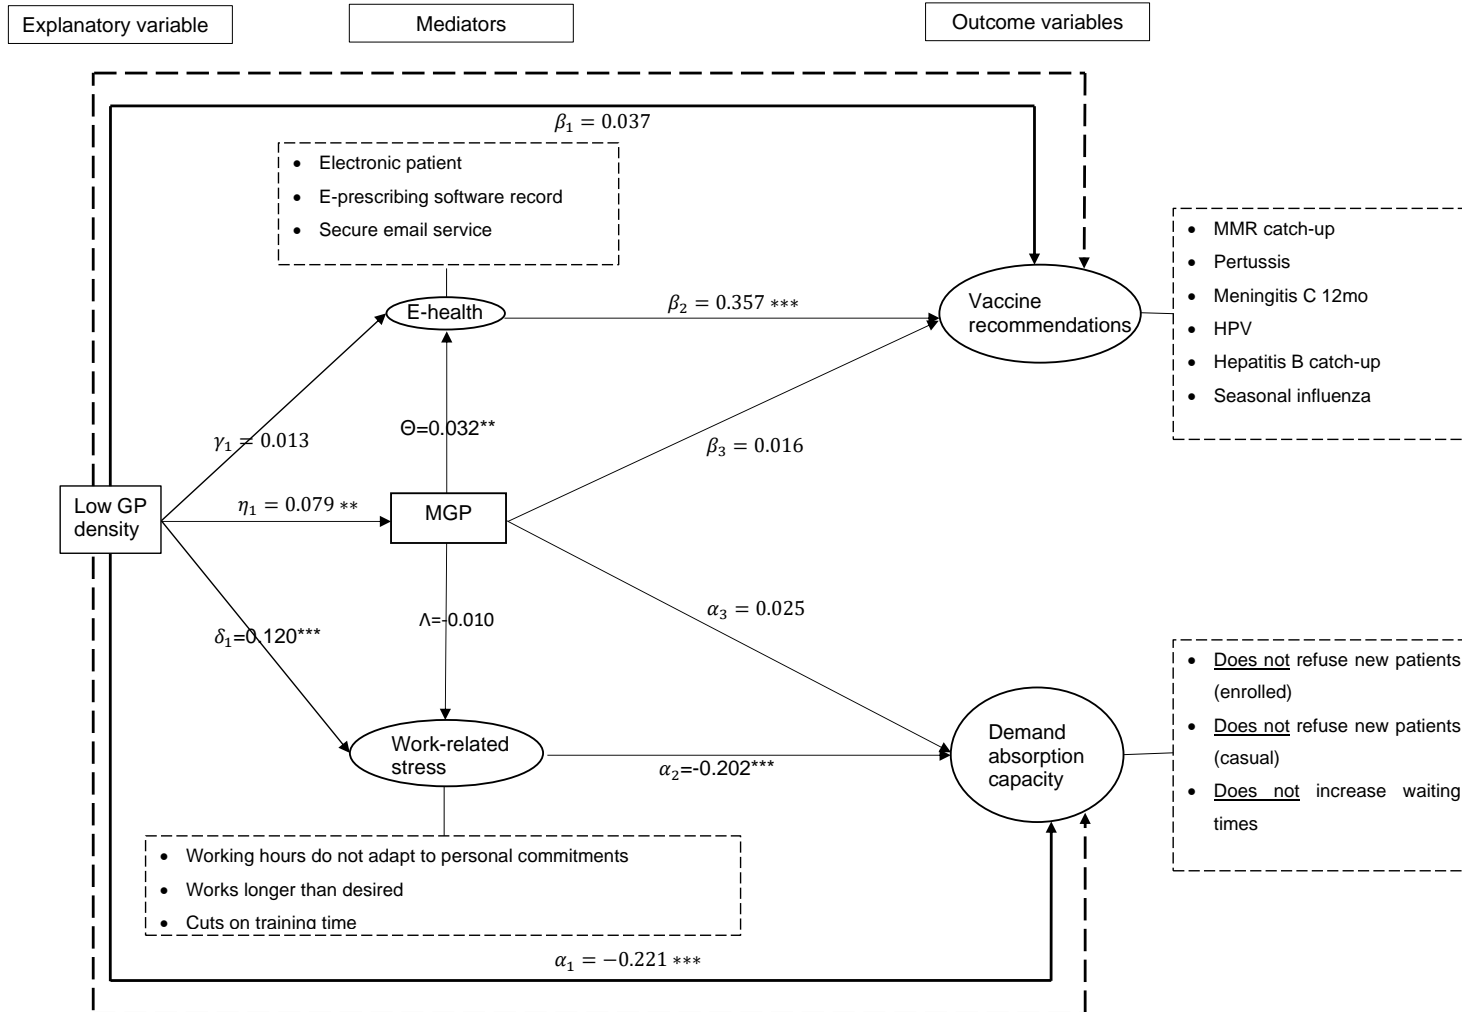 Explanatory variable
Mediators
Outcome variables
β₁ = 0.037
• Electronic patient
• E-prescribing software record
• Secure email service
• MMR catch-up
• Pertussis
• Meningitis C 12mo
• HPV
• Hepatitis B catch-up
• Seasonal influenza
E-health
β₂ = 0.357 ***
Vaccine
recommendations
γ₁ = 0.013
Θ=0.032**
β₃ = 0.016
Low GP
density
η₁ = 0.079 **
MGP
δ₁=0.120***
Λ=-0.010
α₃ = 0.025
Work-related
stress
α₂=-0.202***
Demand
absorption
capacity
• Does not refuse new patients
(enrolled)
• Does not refuse new patients
(casual)
• Does not increase waiting
times
• Working hours do not adapt to personal commitments
• Works longer than desired
• Cuts on training time
α₁ = −0.221 ***